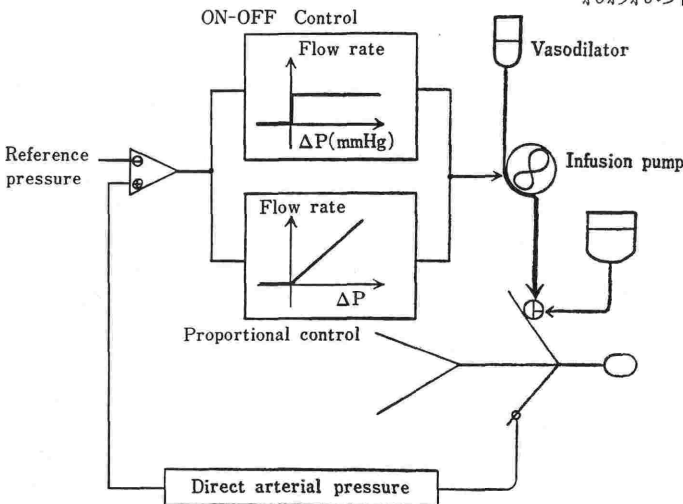 ON-OFF Control
Flow rate
Vasodilator
ΔP(mmHg)
Reference
pressure
⊖
⊕
Infusion pump
Flow rate
ΔP
Proportional control
Direct arterial pressure